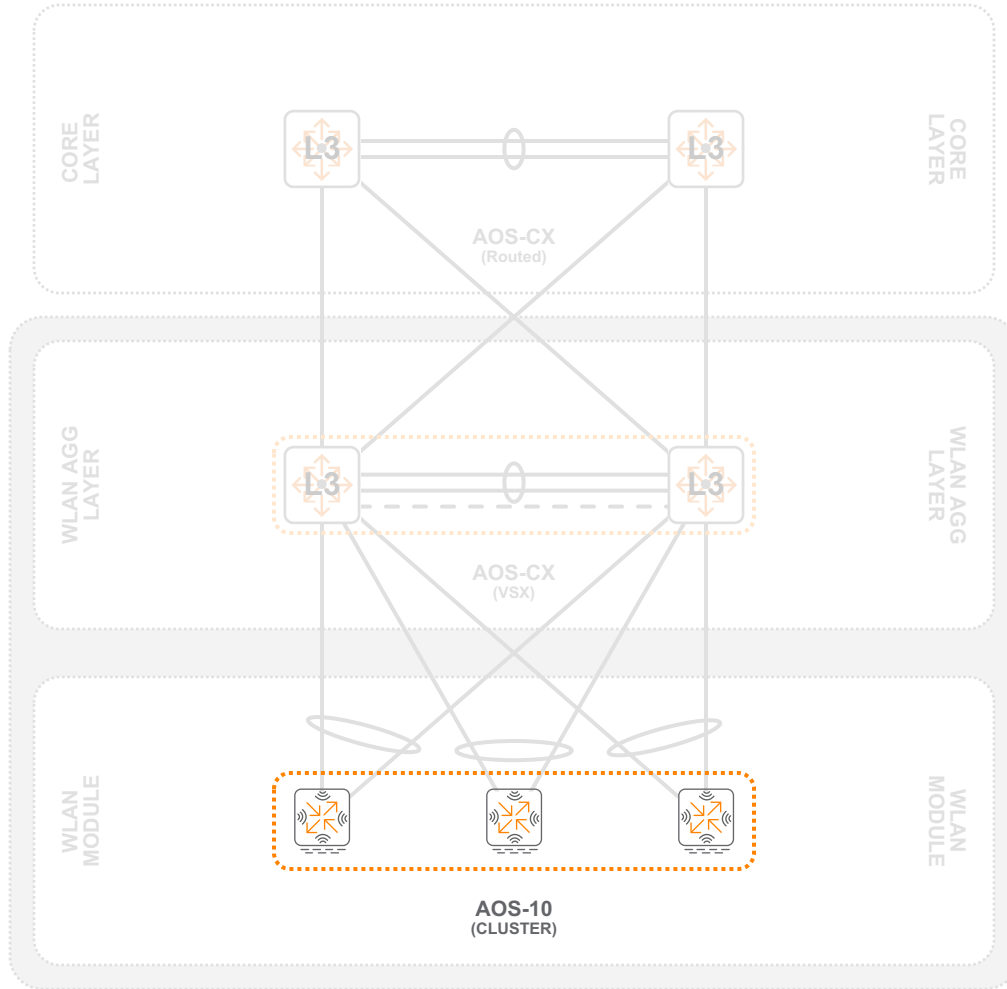 CORE
LAYER
L3
L3
CORE
LAYER
AOS-CX
(Routed)
WLAN AGG
LAYER
L3
L3
WLAN AGG
LAYER
AOS-CX
(VSX)
WLAN
MODULE
WLAN
MODULE
AOS-10
(CLUSTER)